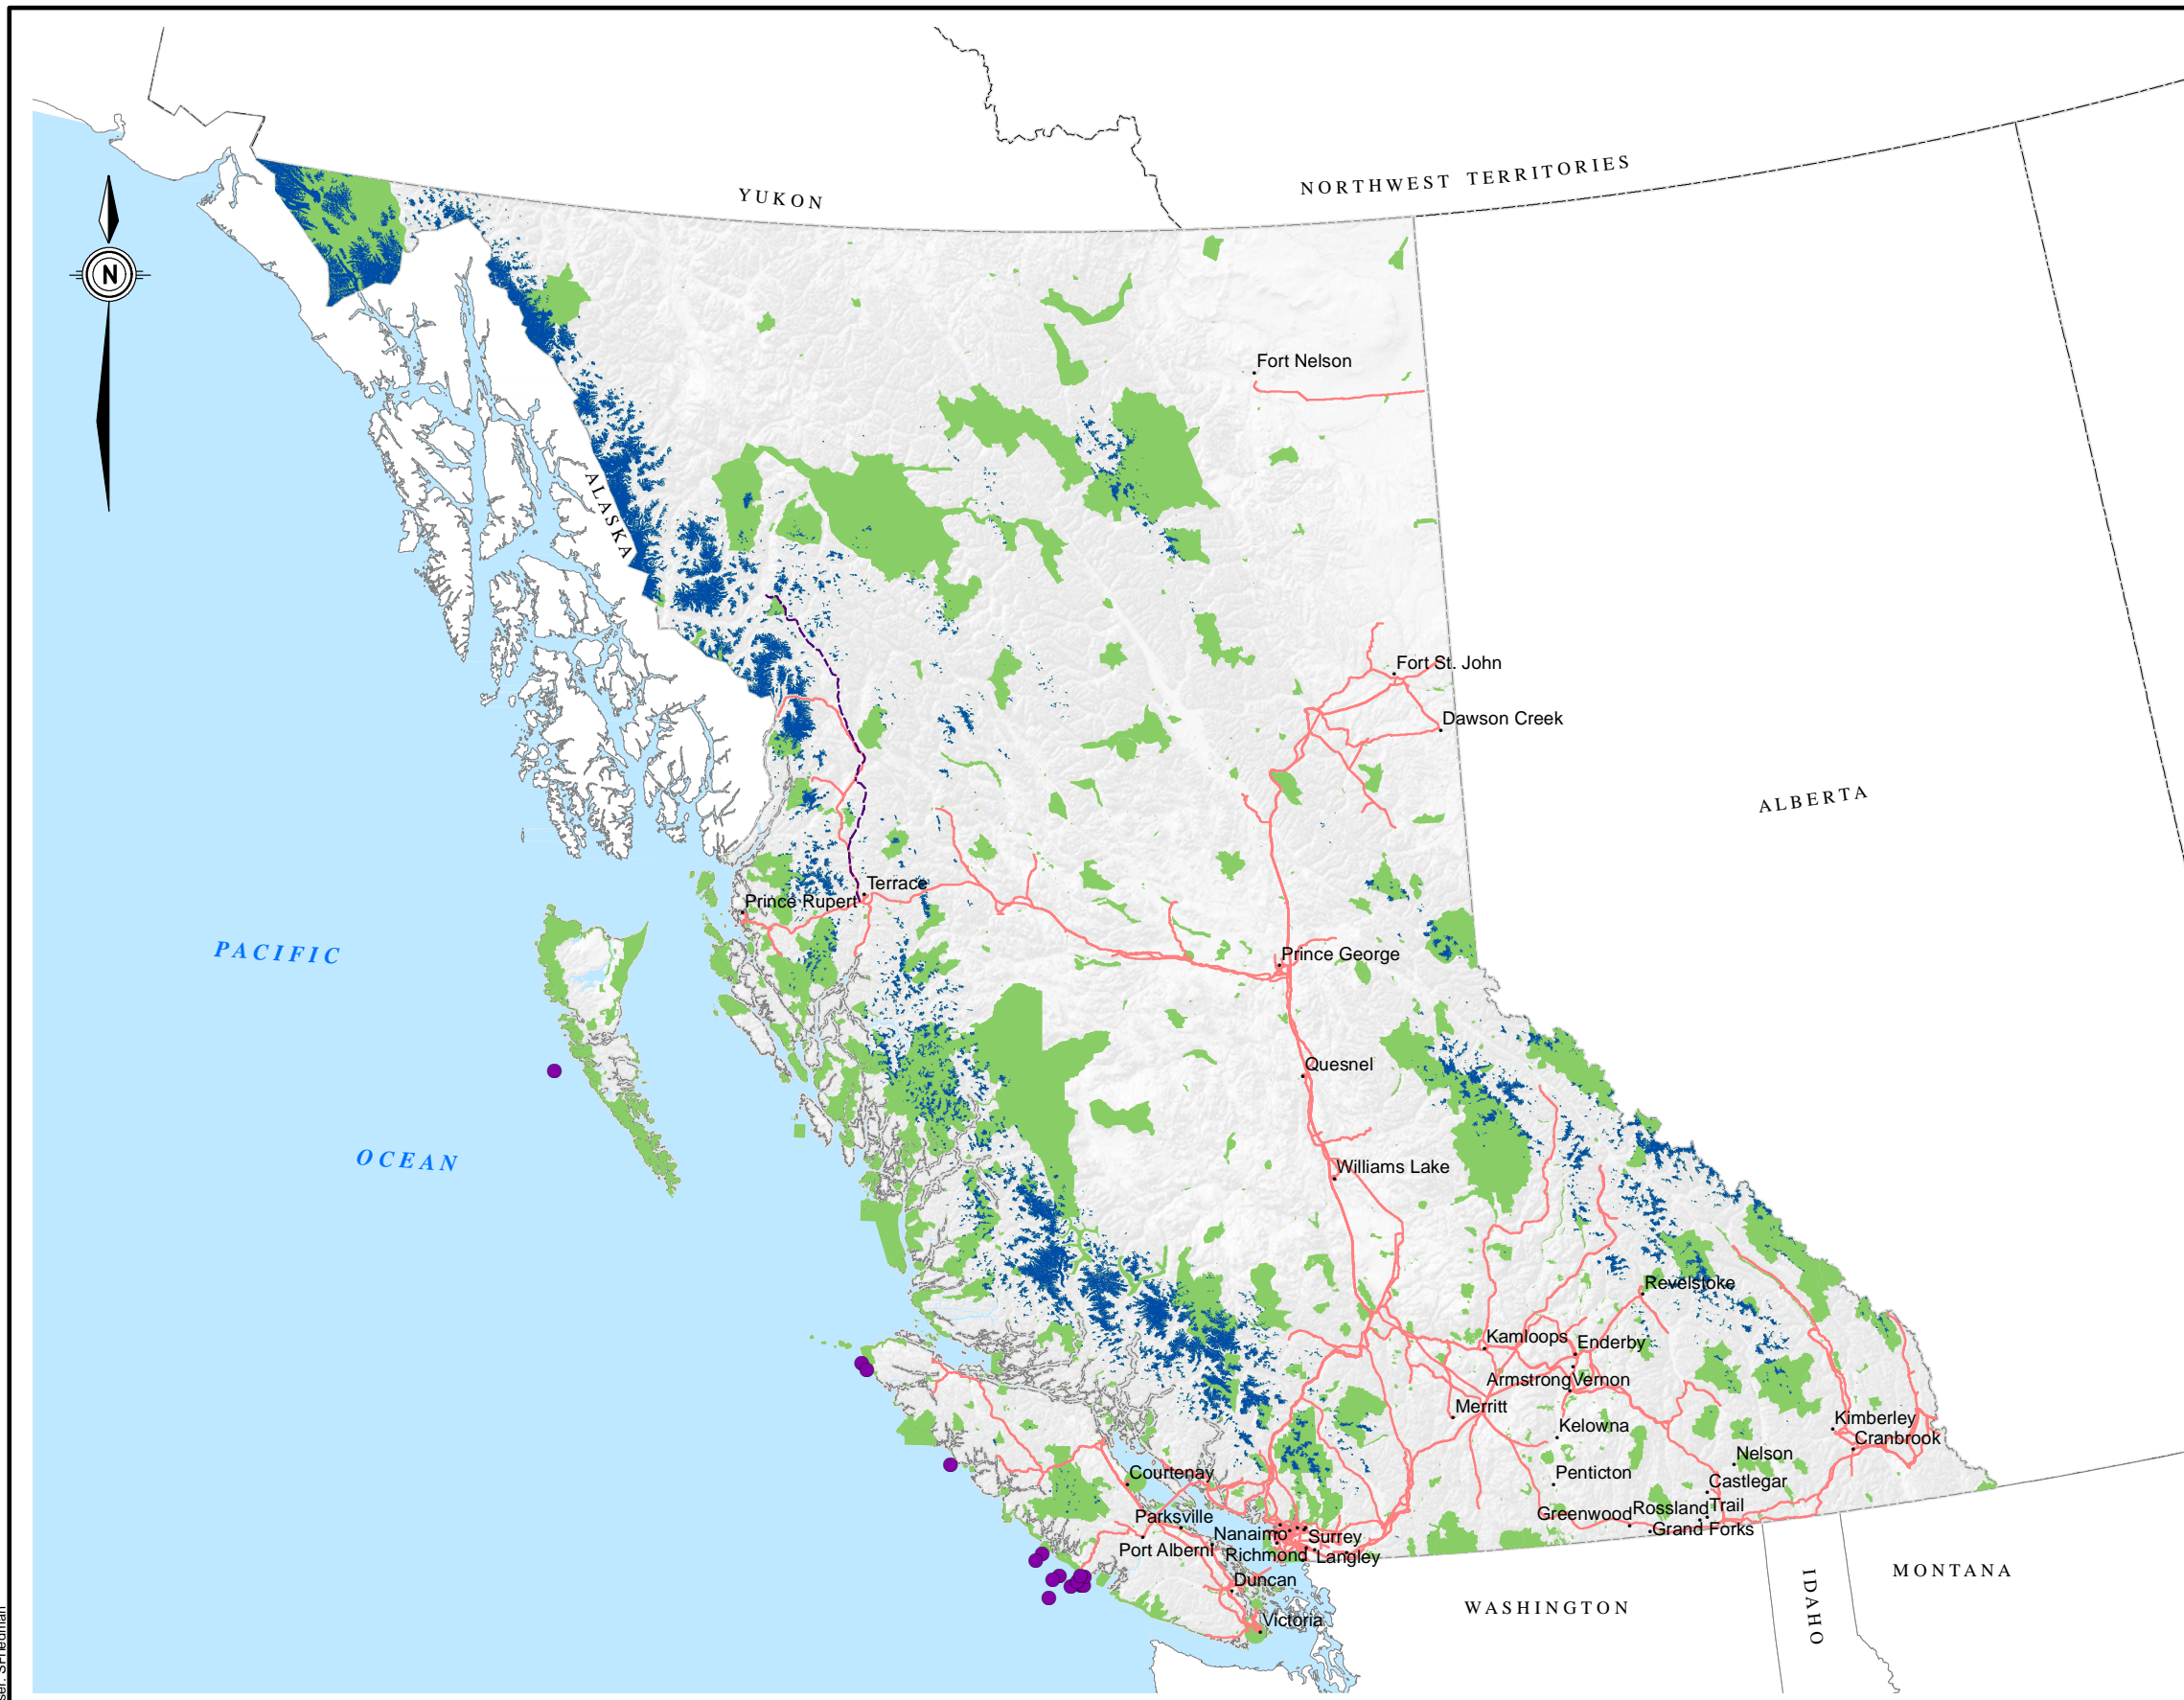 YUKON
NORTHWEST TERRITORIES
N
Fort Nelson
ALASKA
Fort St. John
Dawson Creek
ALBERTA
Terrace
Prince Rupert
PACIFIC
Prince George
Quesnel
OCEAN
Williams Lake
Revelstoke
Kamloops
Enderby
Armstrong
Vernon
Merritt
Kelowna
Kimberley
Cranbrook
Nelson
Penticton
Castlegar
Courtenay
Greenwood
Rossland
Trail
Grand Forks
Parksville
Nanaimo
Surrey
Port Alberni
Richmond
Langley
Duncan
Victoria
WASHINGTON
IDAHO
MONTANA